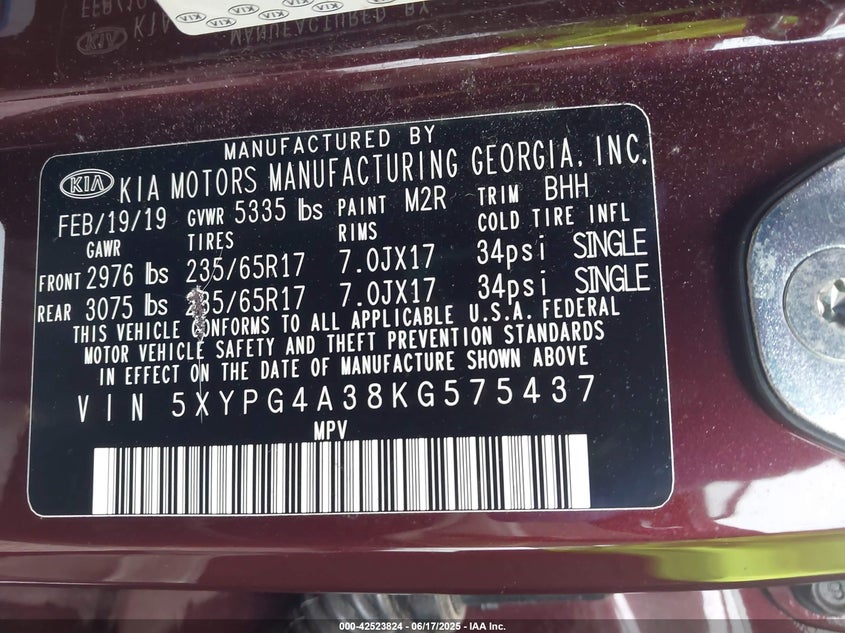 MANUFACTURED BY
KIA KIA MOTORS MANUFACTURING GEORGIA, INC.
FEB/19/19 GVWR 5335 lbs PAINT M2R TRIM BHH
GAWR TIRES RIMS COLD TIRE INFL
FRONT 2976 lbs 235/65R17 7.0JX17 34psi SINGLE
REAR 3075 lbs 235/65R17 7.0JX17 34psi SINGLE
THIS VEHICLE CONFORMS TO ALL APPLICABLE U.S.A. FEDERAL
MOTOR VEHICLE SAFETY AND THEFT PREVENTION STANDARDS
IN EFFECT ON THE DATE OF MANUFACTURE SHOWN ABOVE
VIN 5XYPG4A38KG575437
MPV
000-42523824 - 06/17/2025 - IAA Inc.